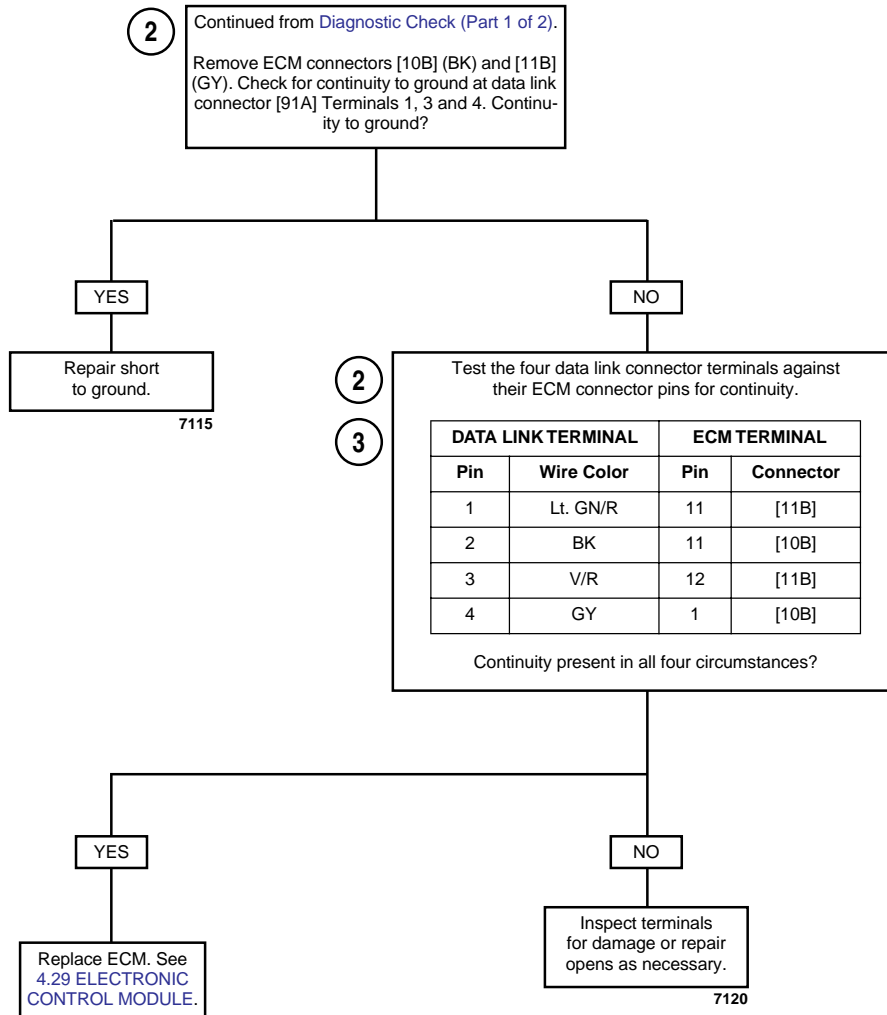 2
Continued from Diagnostic Check (Part 1 of 2).
Remove ECM connectors [10B] (BK) and [11B]
(GY). Check for continuity to ground at data link
connector [91A] Terminals 1, 3 and 4. Continu-
ity to ground?
YES
NO
Repair short
to ground.
7115
2
Test the four data link connector terminals against
their ECM connector pins for continuity.
3
DATA LINK TERMINAL ECM TERMINAL
Pin Wire Color Pin Connector
1 Lt. GN/R 11 [11B]
2 BK 11 [10B]
3 V/R 12 [11B]
4 GY 1 [10B]
Continuity present in all four circumstances?
YES
NO
Replace ECM. See
4.29 ELECTRONIC
CONTROL MODULE.
Inspect terminals
for damage or repair
opens as necessary.
7120